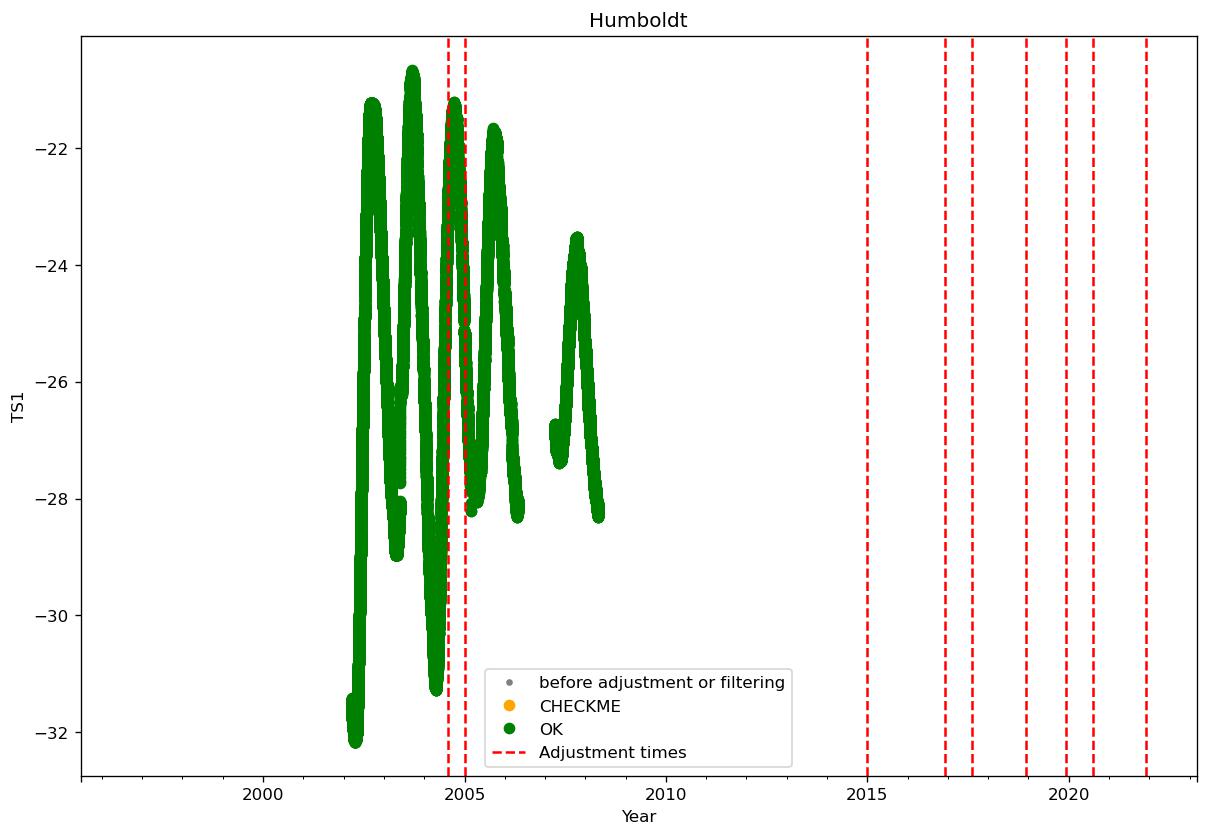 Humboldt
TS1
−22
−24
−26
−28
−30
−32
before adjustment or filtering
CHECKME
OK
Adjustment times
2000
2005
2010
2015
2020
Year